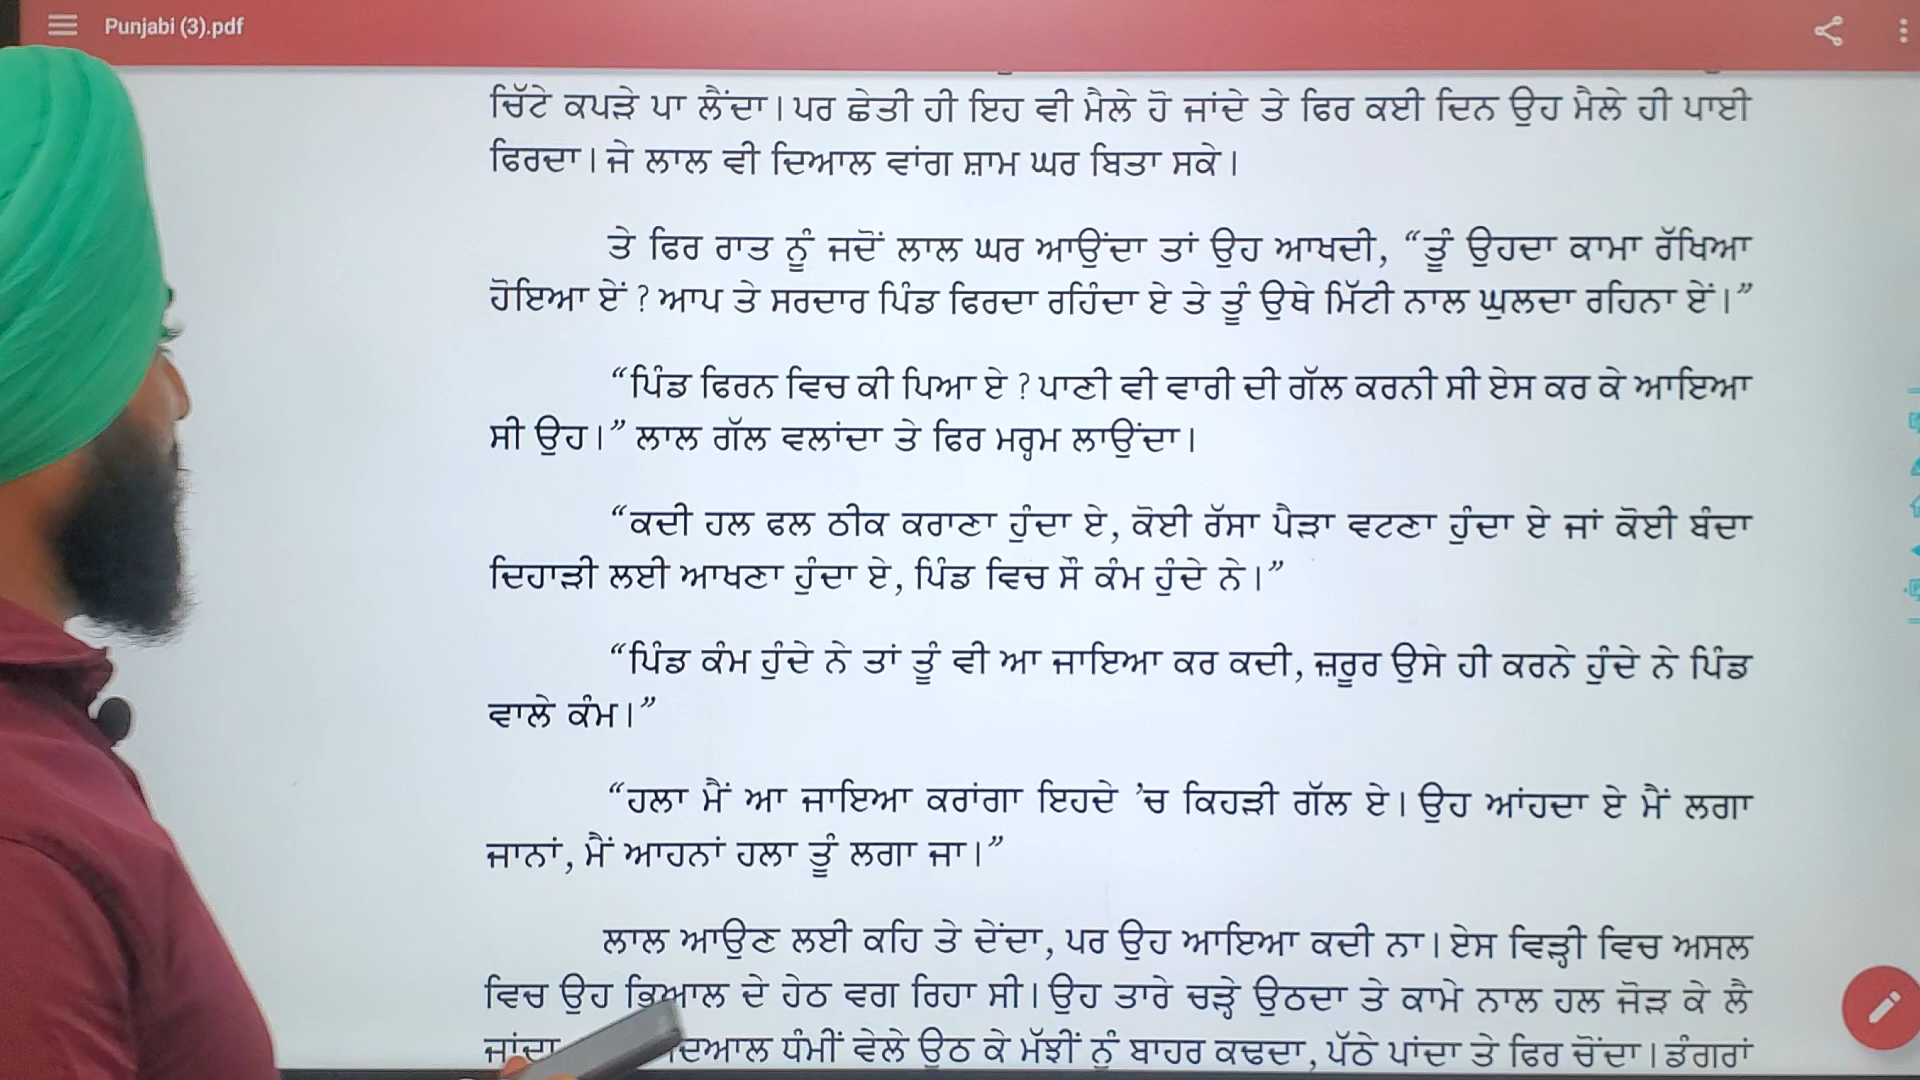 Punjabi (3).pdf
ਚਿੱਟੇ ਕਪੜੇ ਪਾ ਲੈਂਦਾ। ਪਰ ਛੇਤੀ ਹੀ ਇਹ ਵੀ ਮੈਲੇ ਹੋ ਜਾਂਦੇ ਤੇ ਫਿਰ ਕਈ ਦਿਨ ਉਹ ਮੈਲੇ ਹੀ ਪਾਈ
ਫਿਰਦਾ। ਜੇ ਲਾਲ ਵੀ ਦਿਆਲ ਵਾਂਗ ਸ਼ਾਮ ਘਰ ਬਿਤਾ ਸਕੇ।
ਤੇ ਫਿਰ ਰਾਤ ਨੂੰ ਜਦੋਂ ਲਾਲ ਘਰ ਆਉਂਦਾ ਤਾਂ ਉਹ ਆਖਦੀ, “ਤੂੰ ਉਹਦਾ ਕਾਮਾ ਰੱਖਿਆ
ਹੋਇਆ ਏਂ ? ਆਪ ਤੇ ਸਰਦਾਰ ਪਿੰਡ ਫਿਰਦਾ ਰਹਿੰਦਾ ਏ ਤੇ ਤੂੰ ਉਥੇ ਮਿੱਟੀ ਨਾਲ ਘੁਲਦਾ ਰਹਿਨਾ ਏਂ।”
“ਪਿੰਡ ਫਿਰਨ ਵਿਚ ਕੀ ਪਿਆ ਏ ? ਪਾਣੀ ਵੀ ਵਾਰੀ ਦੀ ਗੱਲ ਕਰਨੀ ਸੀ ਏਸ ਕਰ ਕੇ ਆਇਆ
ਸੀ ਉਹ।” ਲਾਲ ਗੱਲ ਵਲਾਂਦਾ ਤੇ ਫਿਰ ਮਰ੍ਹਮ ਲਾਉਂਦਾ।
“ਕਦੀ ਹਲ ਫਲ ਠੀਕ ਕਰਾਣਾ ਹੁੰਦਾ ਏ, ਕੋਈ ਰੱਸਾ ਪੈੜਾ ਵਟਣਾ ਹੁੰਦਾ ਏ ਜਾਂ ਕੋਈ ਬੰਦਾ
ਦਿਹਾੜੀ ਲਈ ਆਖਣਾ ਹੁੰਦਾ ਏ, ਪਿੰਡ ਵਿਚ ਸੌ ਕੰਮ ਹੁੰਦੇ ਨੇ।”
“ਪਿੰਡ ਕੰਮ ਹੁੰਦੇ ਨੇ ਤਾਂ ਤੂੰ ਵੀ ਆ ਜਾਇਆ ਕਰ ਕਦੀ, ਜ਼ਰੂਰ ਉਸੇ ਹੀ ਕਰਨੇ ਹੁੰਦੇ ਨੇ ਪਿੰਡ
ਵਾਲੇ ਕੰਮ।”
“ਹਲਾ ਮੈਂ ਆ ਜਾਇਆ ਕਰਾਂਗਾ ਇਹਦੇ ’ਚ ਕਿਹੜੀ ਗੱਲ ਏ। ਉਹ ਆਂਹਦਾ ਏ ਮੈਂ ਲਗਾ
ਜਾਨਾਂ, ਮੈਂ ਆਹਨਾਂ ਹਲਾ ਤੂੰ ਲਗਾ ਜਾ।”
ਲਾਲ ਆਉਣ ਲਈ ਕਹਿ ਤੇ ਦੇਂਦਾ, ਪਰ ਉਹ ਆਇਆ ਕਦੀ ਨਾ। ਏਸ ਵਿੜ੍ਹੀ ਵਿਚ ਅਸਲ
ਵਿਚ ਉਹ ਭਿਆਲ ਦੇ ਹੇਠ ਵਗ ਰਿਹਾ ਸੀ। ਉਹ ਤਾਰੇ ਚੜ੍ਹੇ ਉਠਦਾ ਤੇ ਕਾਮੇ ਨਾਲ ਹਲ ਜੋੜ ਕੇ ਲੈ
ਜਾਂਦਾ ਦਿਆਲ ਧੰਮੀਂ ਵੇਲੇ ਉਠ ਕੇ ਮੱਝੀਂ ਨੂੰ ਬਾਹਰ ਕਢਦਾ, ਪੱਠੇ ਪਾਂਦਾ ਤੇ ਫਿਰ ਚੋਂਦਾ। ਡੰਗਰਾਂ